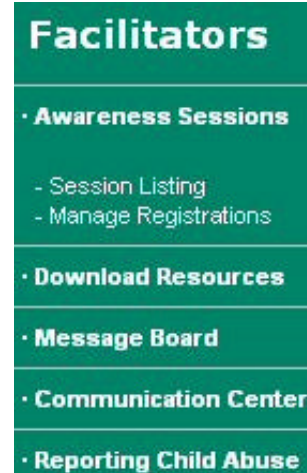 Facilitators
· Awareness Sessions
- Session Listing
- Manage Registrations
· Download Resources
· Message Board
· Communication Center
· Reporting Child Abuse